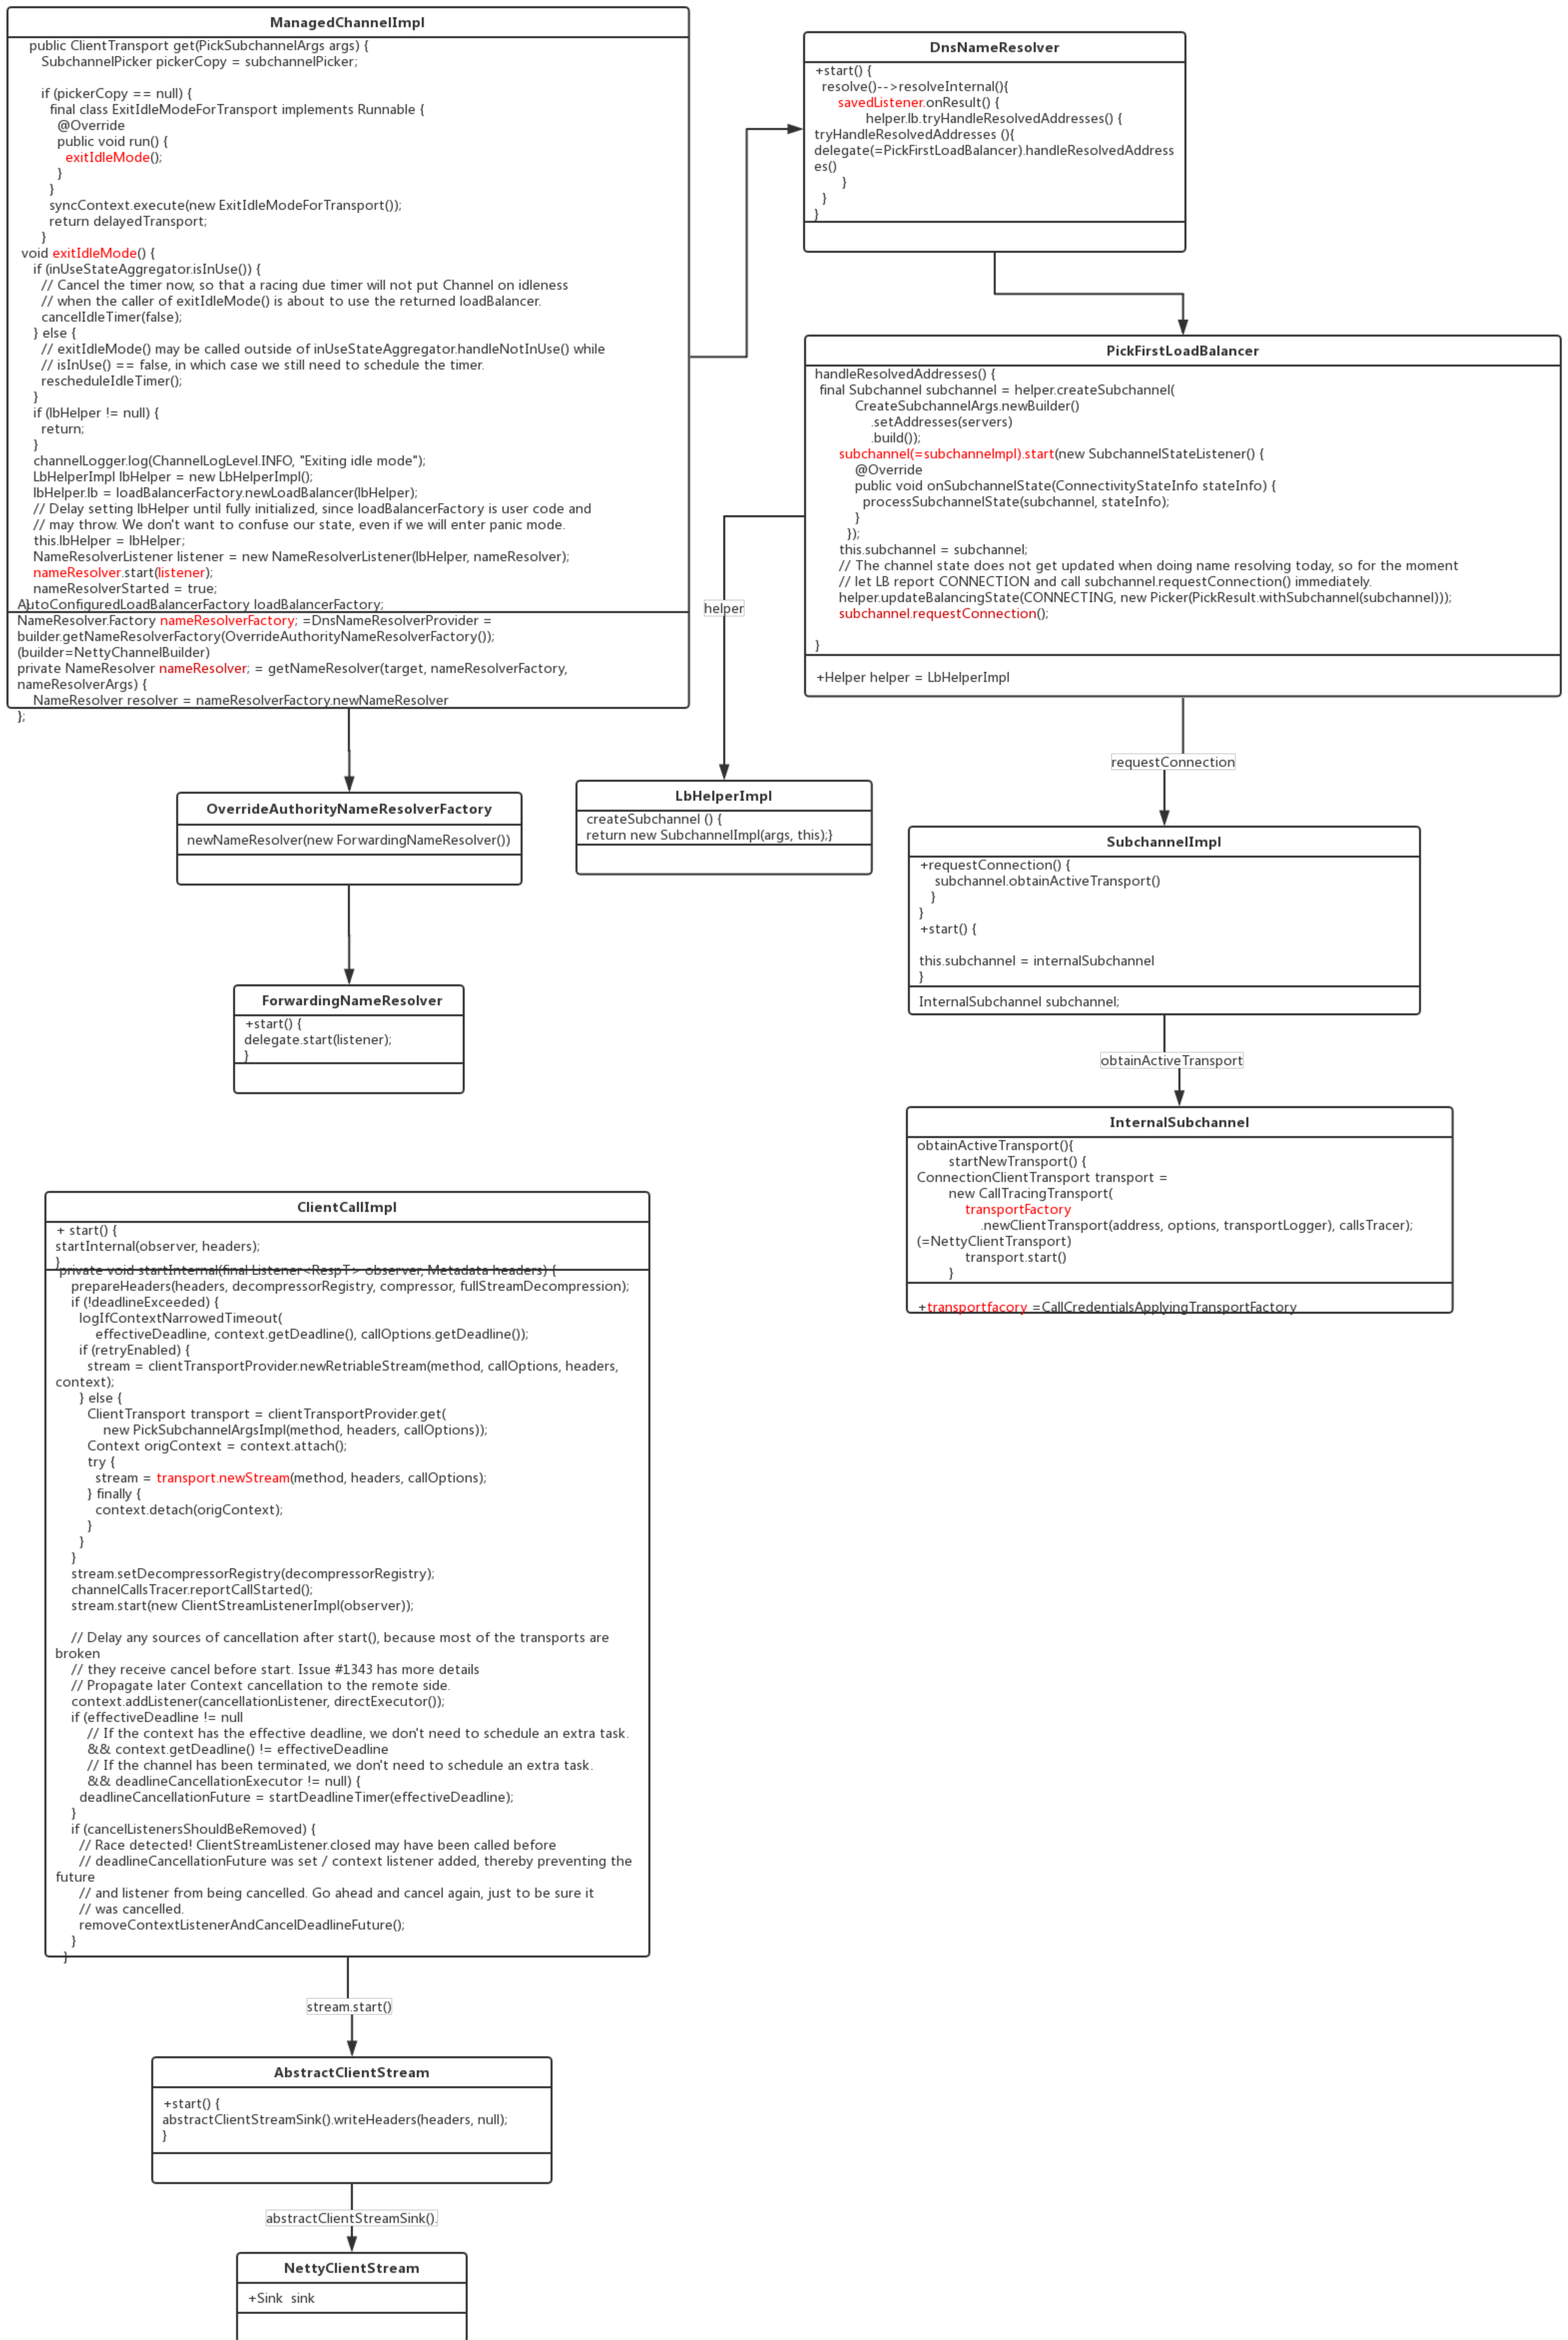 ManagedChannelImpl
public ClientTransport get(PickSubchannelArgs args) {
SubchannelPicker pickerCopy = subchannelPicker;
if (pickerCopy == null) {
final class ExitIdleModeForTransport implements Runnable {
@Override
public void run() {
exitIdleMode();
}
}
syncContext.execute(new ExitIdleModeForTransport());
return delayedTransport;
}
void exitIdleMode() {
if (inUseStateAggregator.isInUse()) {
// Cancel the timer now, so that a racing due timer will not put Channel on idleness
// when the caller of exitIdleMode() is about to use the returned loadBalancer.
cancelIdleTimer(false);
} else {
// exitIdleMode() may be called outside of inUseStateAggregator.handleNotInUse() while
// isInUse() == false, in which case we still need to schedule the timer.
rescheduleIdleTimer();
}
if (lbHelper != null) {
return;
}
channelLogger.log(ChannelLogLevel.INFO, "Exiting idle mode");
LbHelperImpl lbHelper = new LbHelperImpl();
lbHelper.lb = loadBalancerFactory.newLoadBalancer(lbHelper);
// Delay setting lbHelper until fully initialized, since loadBalancerFactory is user code and
// may throw. We don't want to confuse our state, even if we will enter panic mode.
this.lbHelper = lbHelper;
NameResolverListener listener = new NameResolverListener(lbHelper, nameResolver);
nameResolver.start(listener);
nameResolverStarted = true;
}
AutoConfiguredLoadBalancerFactory loadBalancerFactory;
NameResolver.Factory nameResolverFactory; =DnsNameResolverProvider =
builder.getNameResolverFactory(OverrideAuthorityNameResolverFactory());
(builder=NettyChannelBuilder)
private NameResolver nameResolver; = getNameResolver(target, nameResolverFactory,
nameResolverArgs) {
NameResolver resolver = nameResolverFactory.newNameResolver
};
DnsNameResolver
+start() {
resolve()-->resolveInternal(){
savedListener.onResult() {
helper.lb.tryHandleResolvedAddresses() {
tryHandleResolvedAddresses (){
delegate(=PickFirstLoadBalancer).handleResolvedAddress
es()
}
}
}
PickFirstLoadBalancer
handleResolvedAddresses() {
final Subchannel subchannel = helper.createSubchannel(
CreateSubchannelArgs.newBuilder()
.setAddresses(servers)
.build());
subchannel(=subchannelmpl).start(new SubchannelStateListener() {
@Override
public void onSubchannelState(ConnectivityStateInfo stateInfo) {
processSubchannelState(subchannel, stateInfo);
}
});
this.subchannel = subchannel;
// The channel state does not get updated when doing name resolving today, so for the moment
// let LB report CONNECTION and call subchannel.requestConnection() immediately.
helper.updateBalancingState(CONNECTING, new Picker(PickResult.withSubchannel(subchannel)));
subchannel.requestConnection();
}
+Helper helper = LbHelperImpl
helper
requestConnection
OverrideAuthorityNameResolverFactory
newNameResolver(new ForwardingNameResolver())
LbHelperImpl
createSubchannel () {
return new SubchannelImpl(args, this);}
SubchannelImpl
+requestConnection() {
subchannel.obtainActiveTransport()
}
}
+start() {
this.subchannel = internalSubchannel
}
InternalSubchannel subchannel;
ForwardingNameResolver
+start() {
delegate.start(listener);
}
obtainActiveTransport
InternalSubchannel
obtainActiveTransport(){
startNewTransport() {
ConnectionClientTransport transport =
new CallTracingTransport(
transportFactory
.newClientTransport(address, options, transportLogger), callsTracer);
(=NettyClientTransport)
transport.start()
}
+transportfacory =CallCredentialsApplyingTransportFactory
ClientCallImpl
+ start() {
startInternal(observer, headers);
}
private void startInternal(final Listener<RespT> observer, Metadata headers) {
prepareHeaders(headers, decompressorRegistry, compressor, fullStreamDecompression);
if (!deadlineExceeded) {
logIfContextNarrowedTimeout(
effectiveDeadline, context.getDeadline(), callOptions.getDeadline());
if (retryEnabled) {
stream = clientTransportProvider.newRetriableStream(method, callOptions, headers,
context);
} else {
ClientTransport transport = clientTransportProvider.get(
new PickSubchannelArgsImpl(method, headers, callOptions));
Context origContext = context.attach();
try {
stream = transport.newStream(method, headers, callOptions);
} finally {
context.detach(origContext);
}
}
}
stream.setDecompressorRegistry(decompressorRegistry);
channelCallsTracer.reportCallStarted();
stream.start(new ClientStreamListenerImpl(observer));
// Delay any sources of cancellation after start(), because most of the transports are
broken
// they receive cancel before start. Issue #1343 has more details
// Propagate later Context cancellation to the remote side.
context.addListener(cancellationListener, directExecutor());
if (effectiveDeadline != null
// If the context has the effective deadline, we don't need to schedule an extra task.
&& context.getDeadline() != effectiveDeadline
// If the channel has been terminated, we don't need to schedule an extra task.
&& deadlineCancellationExecutor != null) {
deadlineCancellationFuture = startDeadlineTimer(effectiveDeadline);
}
if (cancelListenersShouldBeRemoved) {
// Race detected! ClientStreamListener.closed may have been called before
// deadlineCancellationFuture was set / context listener added, thereby preventing the
future
// and listener from being cancelled. Go ahead and cancel again, just to be sure it
// was cancelled.
removeContextListenerAndCancelDeadlineFuture();
}
}
stream.start()
AbstractClientStream
+start() {
abstractClientStreamSink().writeHeaders(headers, null);
}
abstractClientStreamSink().
NettyClientStream
+Sink sink